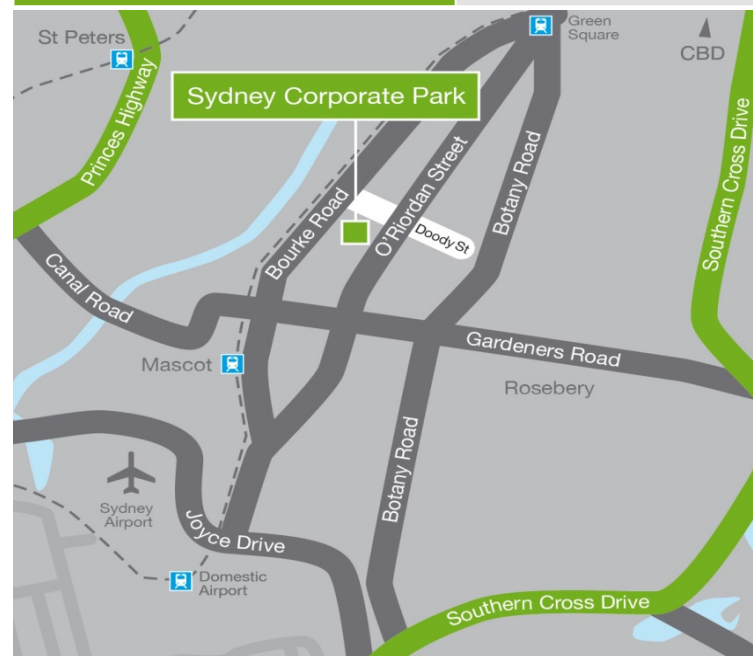 St Peters
Green
Square
CBD
Princes Highway
Sydney Corporate Park
Southern Cross Drive
Bourke Road
O'Riordan Street
Botany Road
Doody St
Canal Road
Gardeners Road
Mascot
Rosebery
Sydney
Airport
Joyce Drive
Botany Road
Domestic
Airport
Southern Cross Drive